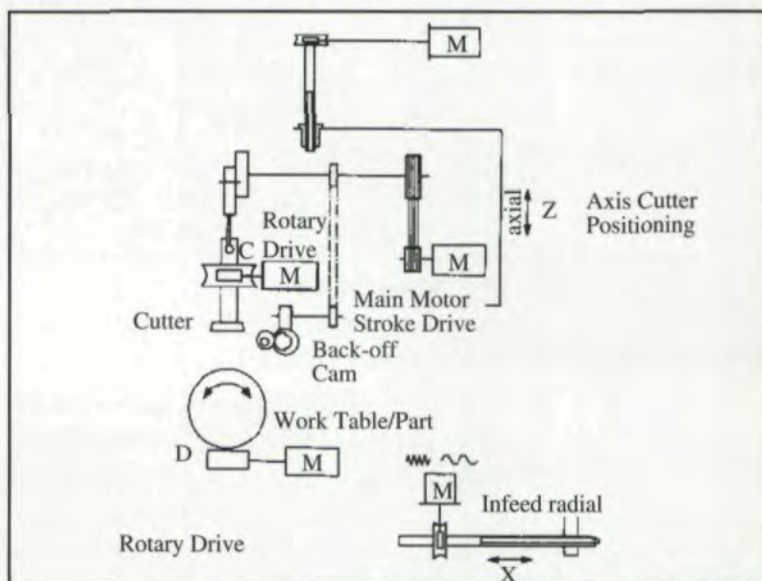 M
axial
Z
Axis Cutter
Positioning
Rotary
C Drive
M
M
Main Motor
Stroke Drive
Cutter
Back-off
Cam
Work Table/Part
D
M
M
Infeed radial
Rotary Drive
X